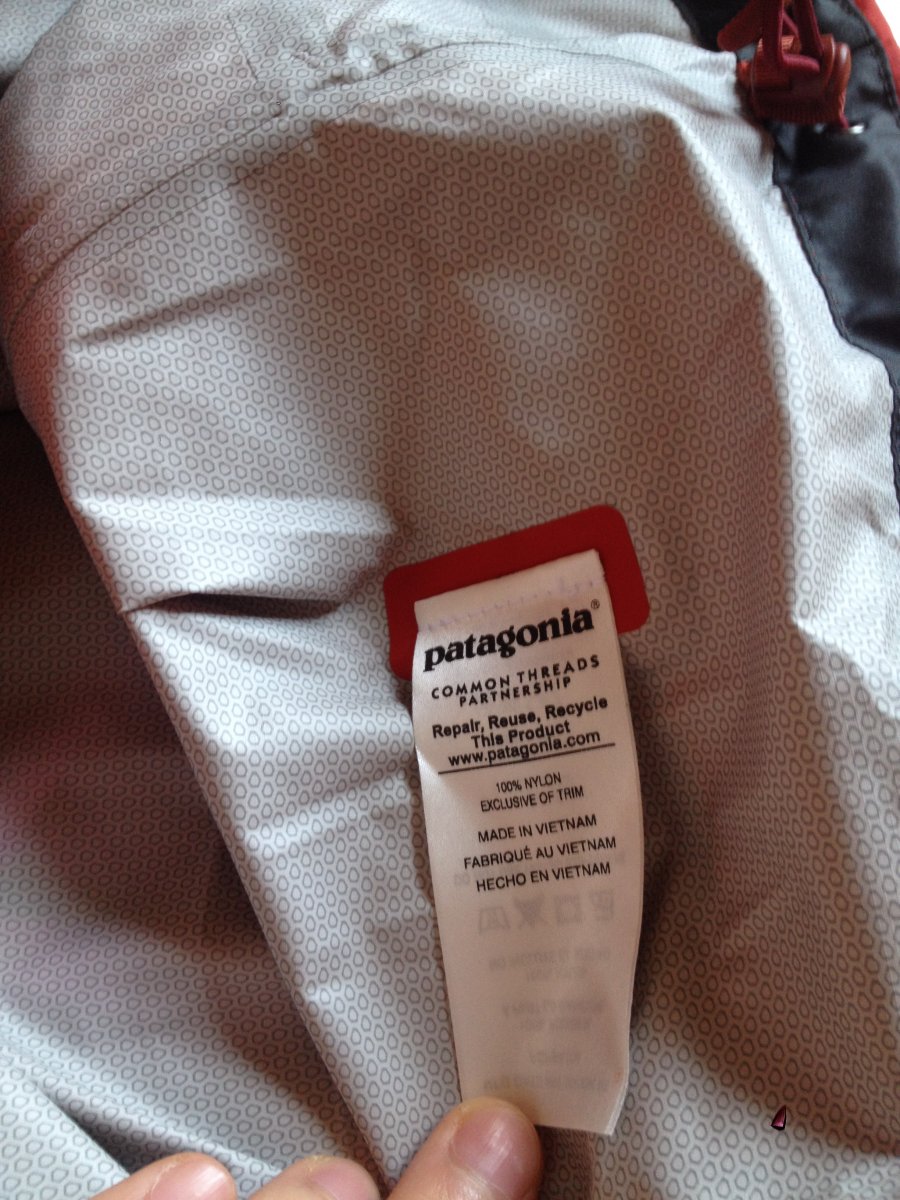 patagonia®
COMMON THREADS
PARTNERSHIP
Repair, Reuse, Recycle
This Product
www.patagonia.com
100% NYLON
EXCLUSIVE OF TRIM
MADE IN VIETNAM
FABRIQUÉ AU VIETNAM
HECHO EN VIETNAM